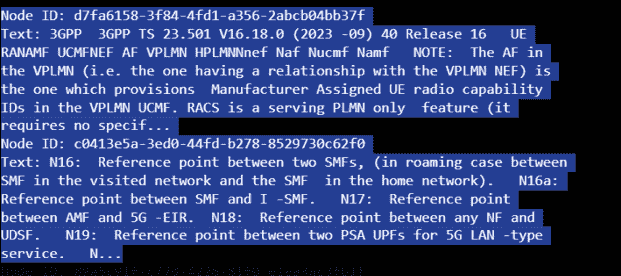 Node ID: d7fa6158-3f84-4fd1-a356-2abcb04bb37f
Text: 3GPP  3GPP TS 23.501 V16.18.0 (2023 -09) 40 Release 16   UE
RANAMF UCMFNEF AF VPLMN HPLMNNnef Naf Nucmf Namf   NOTE:  The AF in
the VPLMN (i.e. the one having a relationship with the VPLMN NEF) is
the one which provisions  Manufacturer Assigned UE radio capability
IDs in the VPLMN UCMF. RACS is a serving PLMN only  feature (it
requires no specif...
Node ID: c0413e5a-3ed0-44fd-b278-8529730c62f0
Text: N16:  Reference point between two SMFs, (in roaming case between
SMF in the visited network and the SMF  in the home network).   N16a:
Reference point between SMF and I -SMF.   N17:  Reference point
between AMF and 5G -EIR.  N18:  Reference point between any NF and
UDSF.   N19:  Reference point between two PSA UPFs for 5G LAN -type
service.   N...